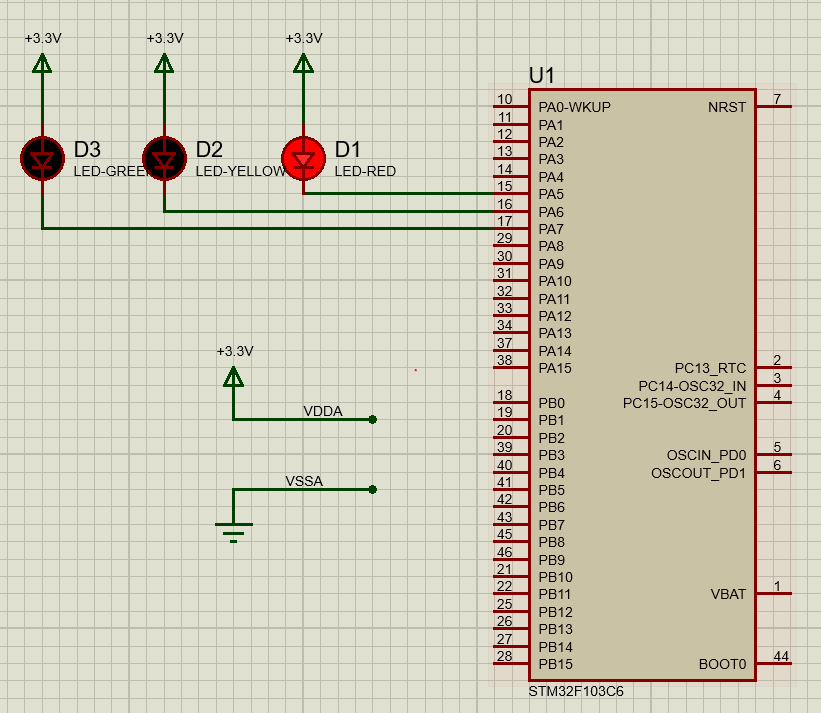 +3.3V
+3.3V
+3.3V
D3
LED-GREE
D2
LED-YELLOW
D1
LED-RED
+3.3V
VDDA
VSSA
U1
10 PA0-WKUP
11 PA1
12 PA2
13 PA3
14 PA4
15 PA5
16 PA6
17 PA7
29 PA8
30 PA9
31 PA10
32 PA11
33 PA12
34 PA13
37 PA14
38 PA15
18 PB0
19 PB1
20 PB2
39 PB3
40 PB4
41 PB5
42 PB6
43 PB7
45 PB8
46 PB9
21 PB10
22 PB11
25 PB12
26 PB13
27 PB14
28 PB15
NRST 7
PC13_RTC 2
PC14-OSC32_IN 3
PC15-OSC32_OUT 4
OSCIN_PD0 5
OSCOUT_PD1 6
VBAT 1
BOOT0 44
STM32F103C6